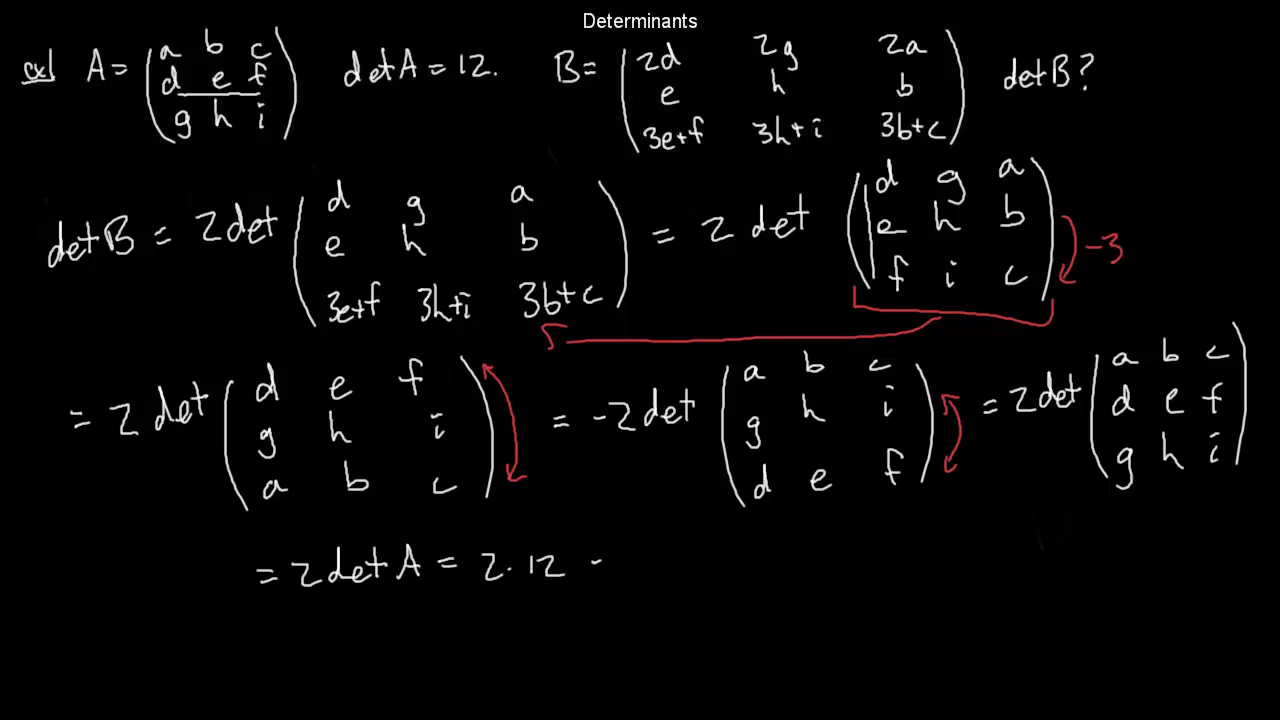 Determinants
ex] A = ( a b c ; d e f ; g h i ) det A = 12. B = ( 2d 2g 2a ; e h b ; 3e+f 3h+i 3b+c ) det B?
det B = 2 det ( d g a ; e h b ; 3e+f 3h+i 3b+c ) = 2 det ( d g a ; e h b ; f i c ) -3
= 2 det ( d e f ; g h i ; a b c ) = -2 det ( a b c ; g h i ; d e f ) = 2 det ( a b c ; d e f ; g h i )
= 2 det A = 2 · 12 -